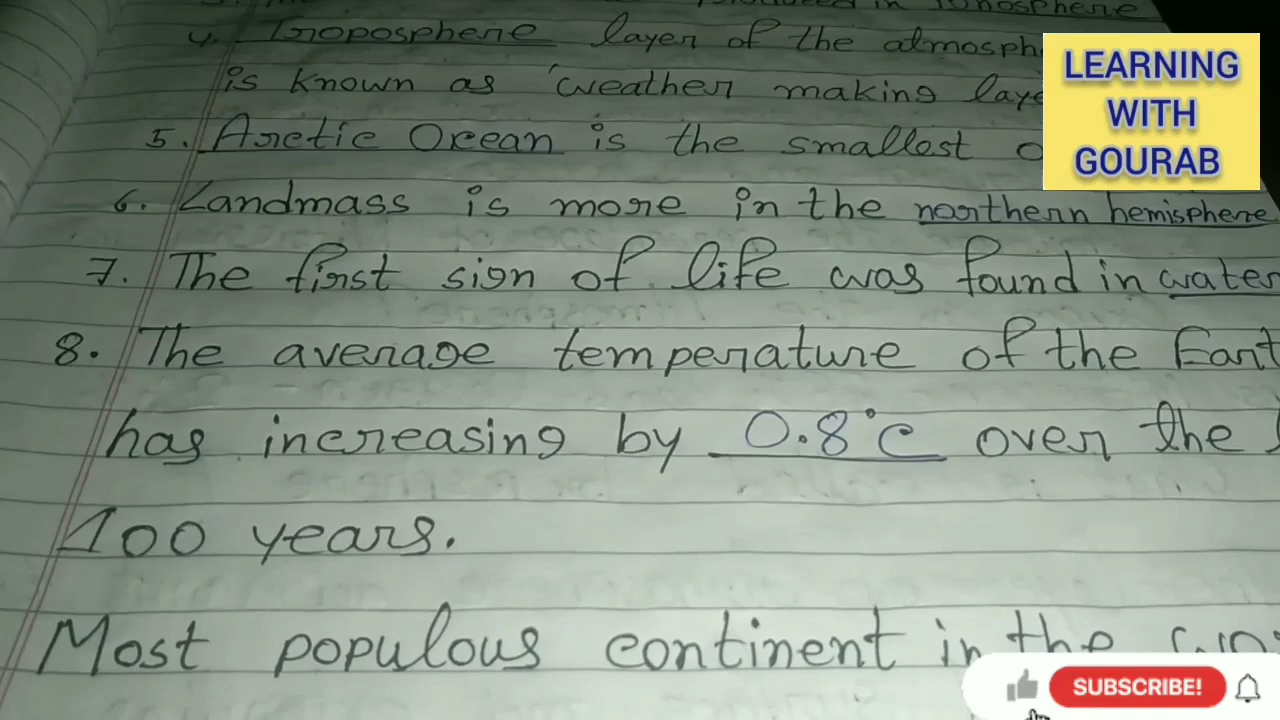 produced in Ionosphere
4. Troposphere layer of the atmosph
is known as 'weather making laye
5. Arctic Ocean is the smallest o
6. Landmass is more in the northern hemisphere
7. The first sign of life was found in water
8. The average temperature of the Eart
has increasing by 0.8°C over the
100 years.
Most populous continent in the
LEARNING
WITH
GOURAB
SUBSCRIBE!